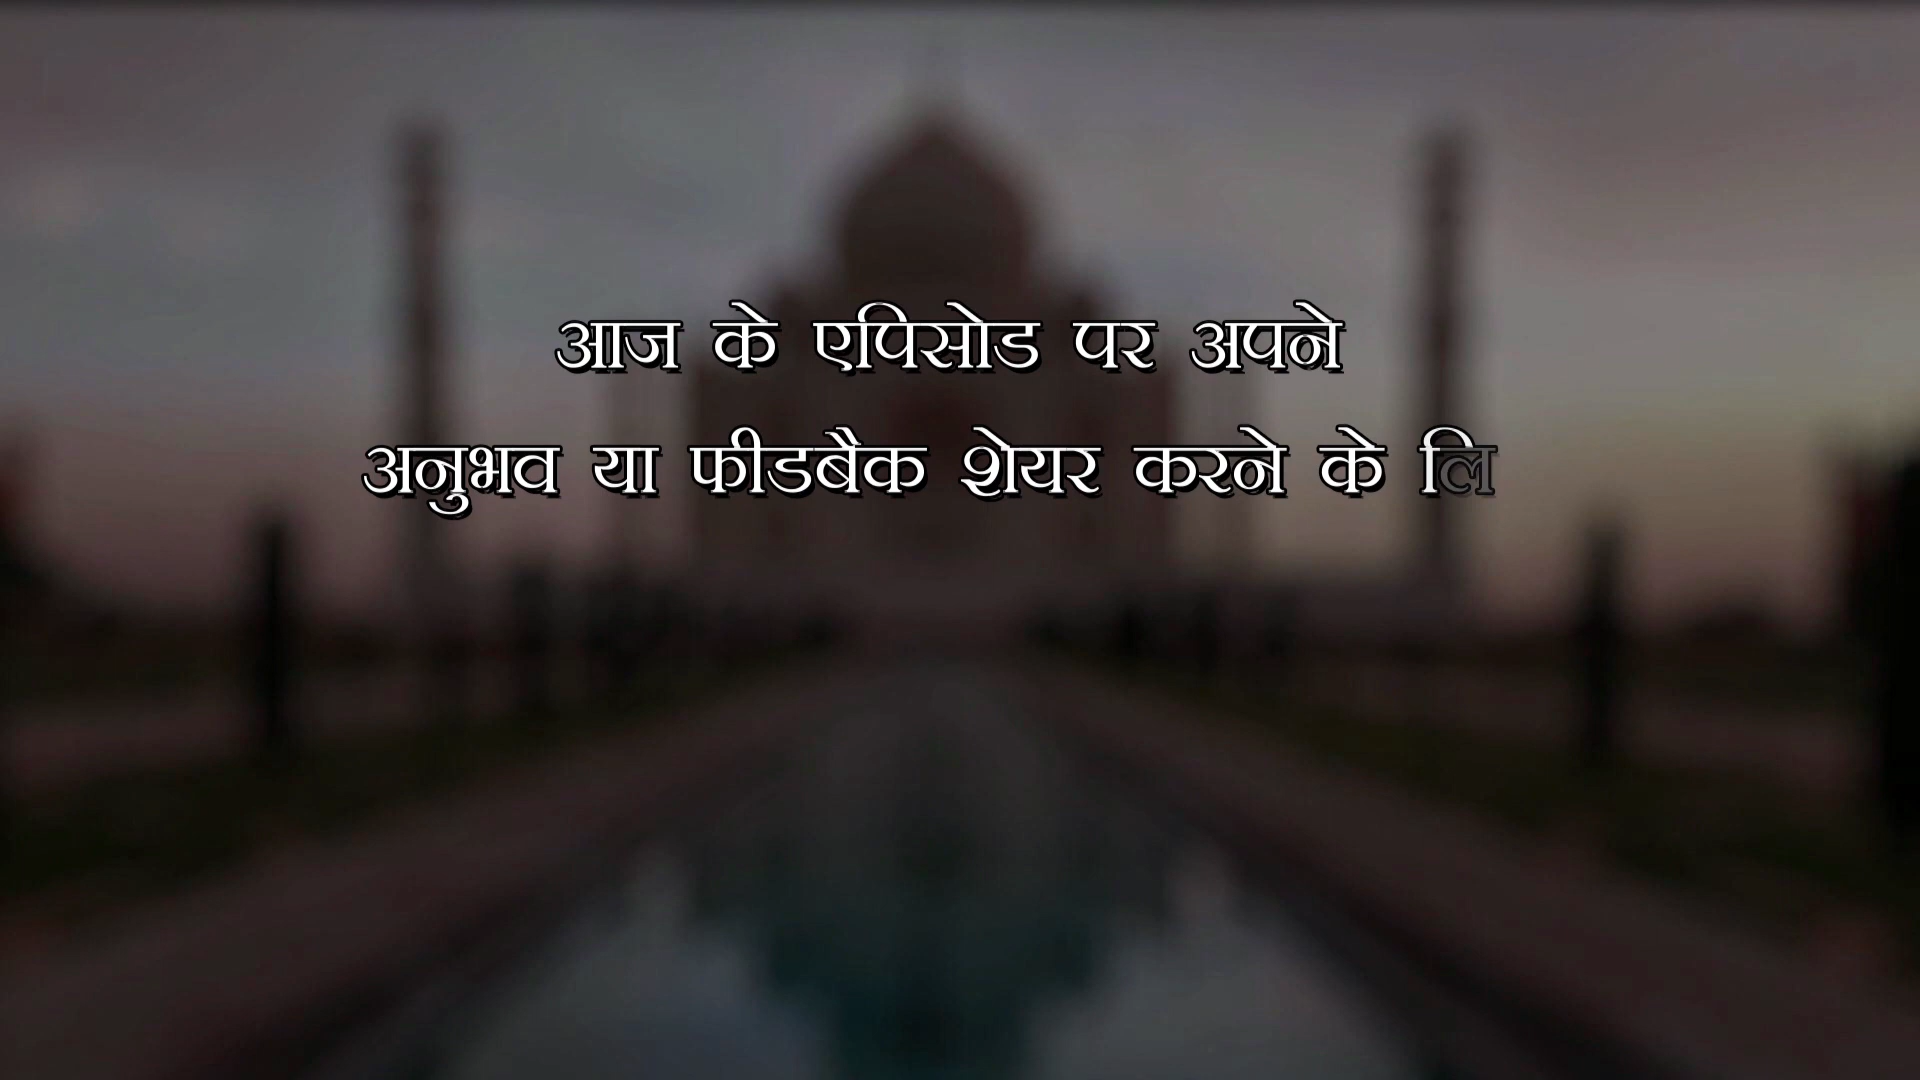 आज के एपिसोड पर अपने
अनुभव या फीडबैक शेयर करने के लि